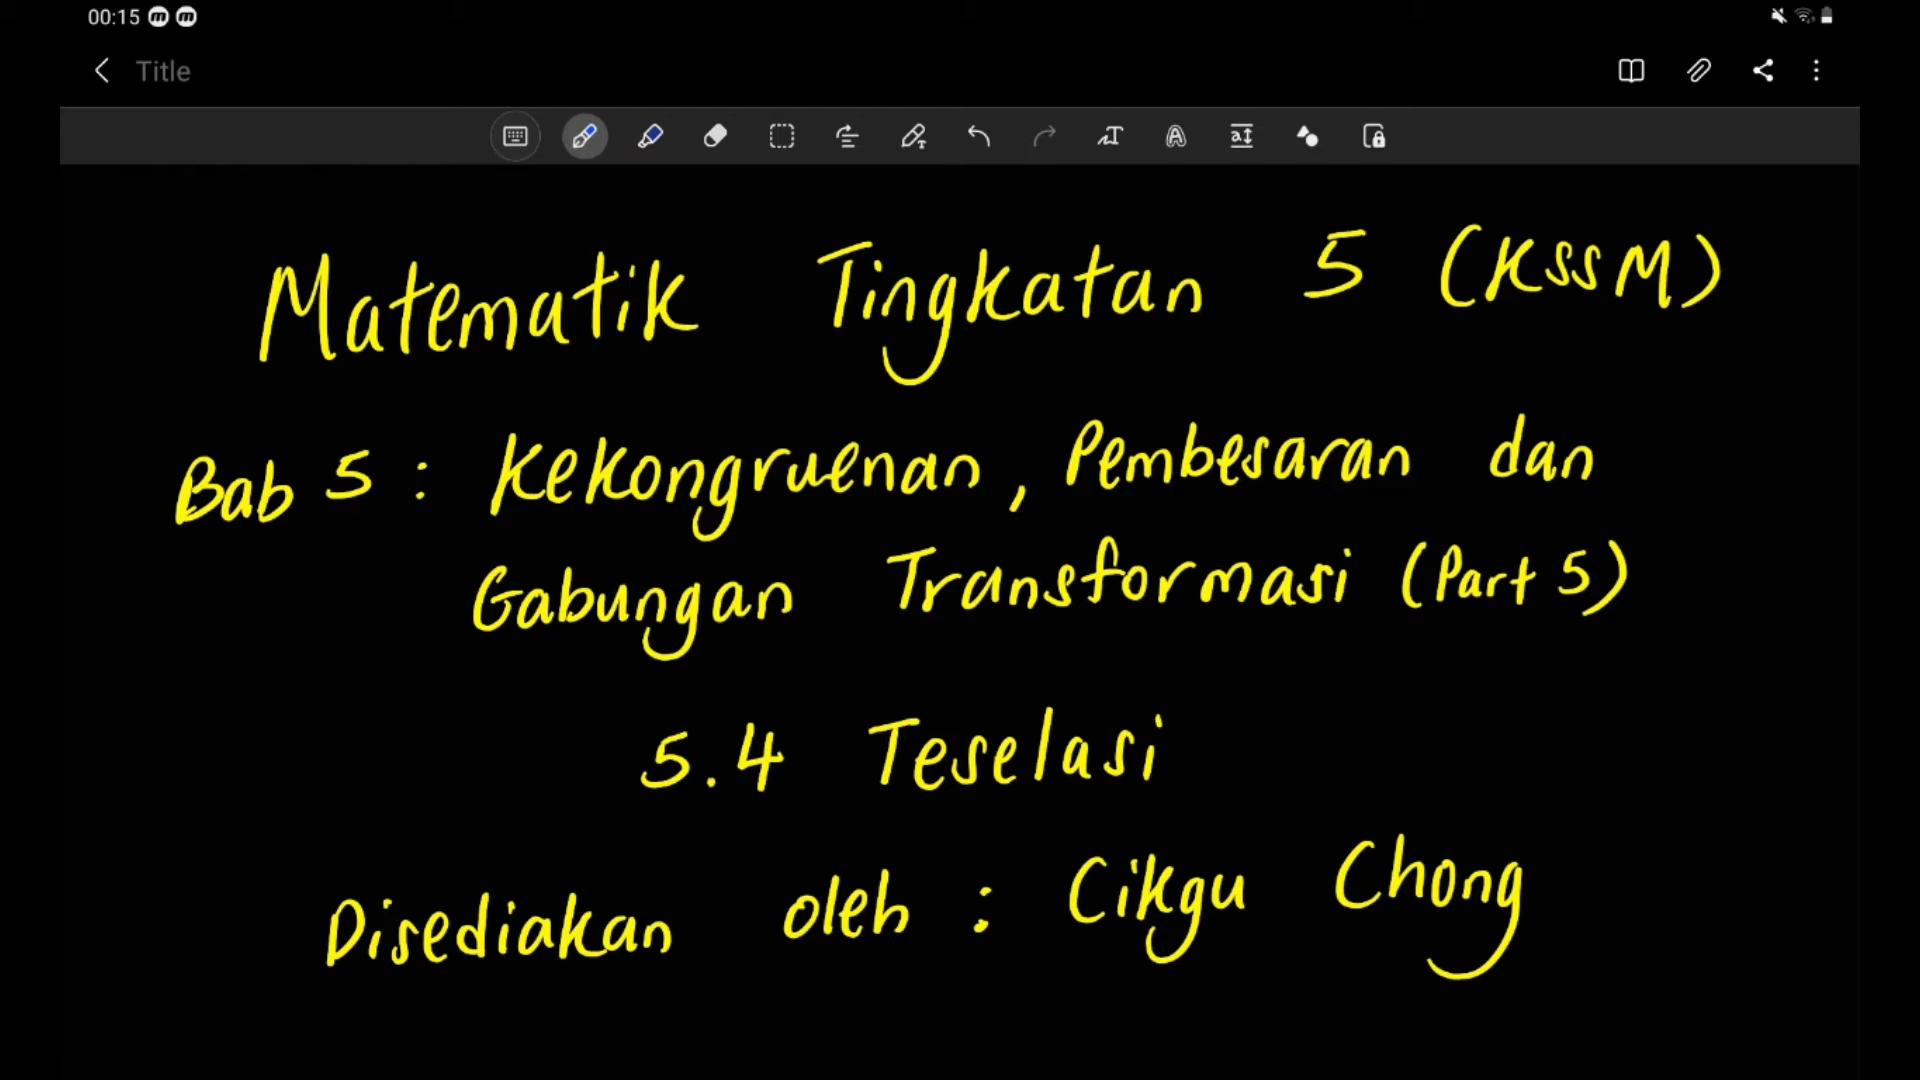 00:15
Title
Matematik Tingkatan 5 (KSSM)
Bab 5 : Kekongruenan, Pembesaran dan
Gabungan Transformasi (Part 5)
5.4 Teselasi
Disediakan oleh : Cikgu Chong